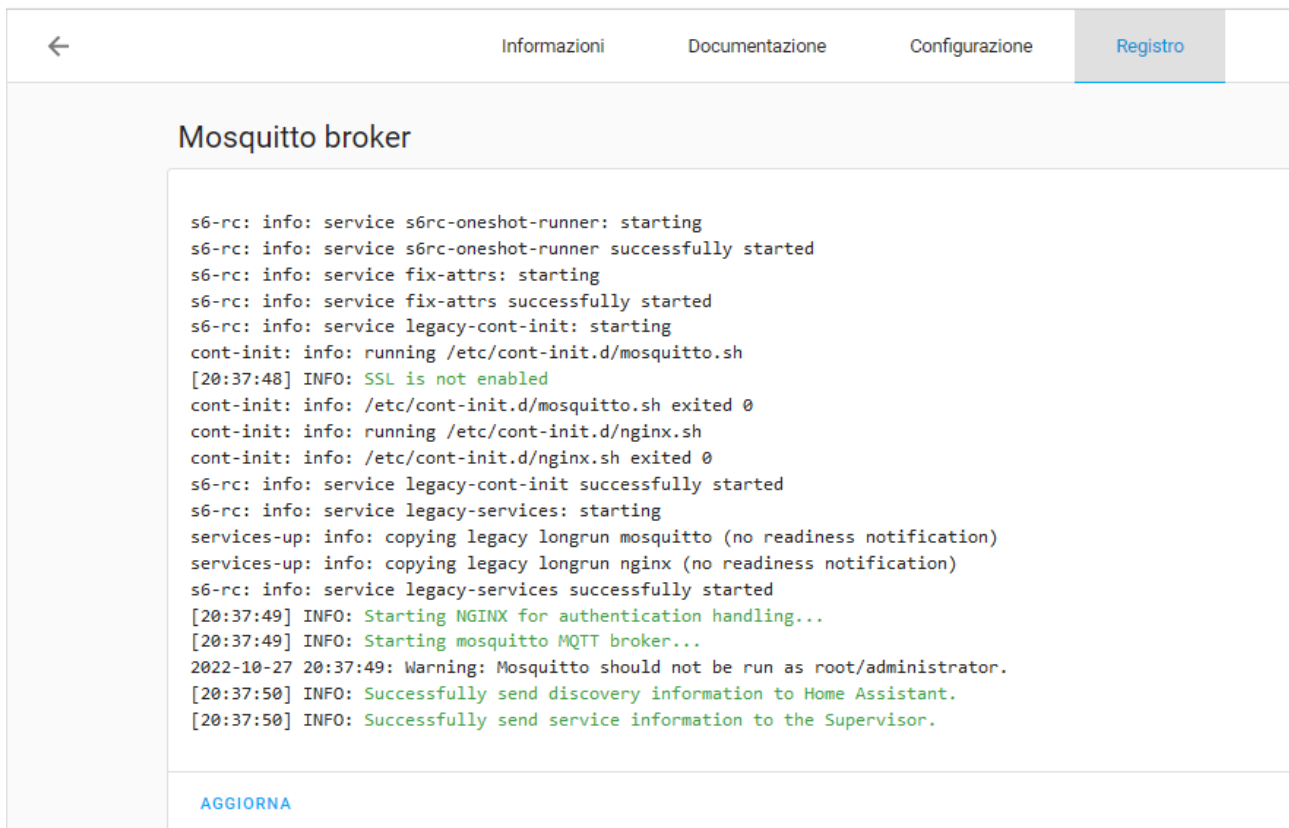 Informazioni
Documentazione
Configurazione
Registro
Mosquitto broker
s6-rc: info: service s6rc-oneshot-runner: starting
s6-rc: info: service s6rc-oneshot-runner successfully started
s6-rc: info: service fix-attrs: starting
s6-rc: info: service fix-attrs successfully started
s6-rc: info: service legacy-cont-init: starting
cont-init: info: running /etc/cont-init.d/mosquitto.sh
[20:37:48] INFO: SSL is not enabled
cont-init: info: /etc/cont-init.d/mosquitto.sh exited 0
cont-init: info: running /etc/cont-init.d/nginx.sh
cont-init: info: /etc/cont-init.d/nginx.sh exited 0
s6-rc: info: service legacy-cont-init successfully started
s6-rc: info: service legacy-services: starting
services-up: info: copying legacy longrun mosquitto (no readiness notification)
services-up: info: copying legacy longrun nginx (no readiness notification)
s6-rc: info: service legacy-services successfully started
[20:37:49] INFO: Starting NGINX for authentication handling...
[20:37:49] INFO: Starting mosquitto MQTT broker...
2022-10-27 20:37:49: Warning: Mosquitto should not be run as root/administrator.
[20:37:50] INFO: Successfully send discovery information to Home Assistant.
[20:37:50] INFO: Successfully send service information to the Supervisor.
AGGIORNA